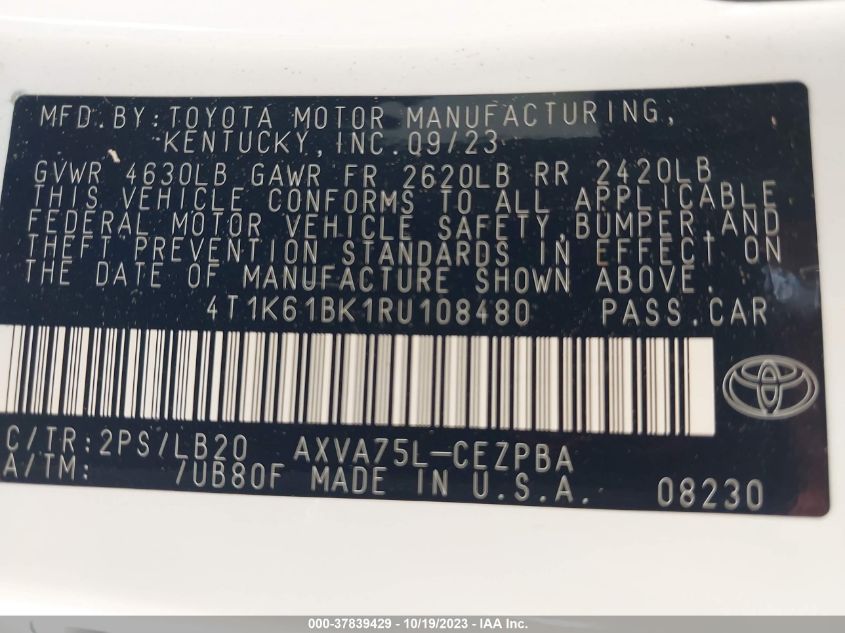 MFD.BY:TOYOTA MOTOR MANUFACTURING,
KENTUCKY,INC.09/23
GVWR 4630LB GAWR FR 2620LB RR 2420LB
THIS VEHICLE CONFORMS TO ALL APPLICABLE
FEDERAL MOTOR VEHICLE SAFETY,BUMPER,AND
THEFT PREVENTION STANDARDS IN EFFECT ON
THE DATE OF MANUFACTURE SHOWN ABOVE.
4T1K61BK1RU108480 PASS.CAR
C/TR:2PS/LB20 AXVA75L-CEZPBA
A/TM: /UB80F MADE IN U.S.A. 08230
000-37839429 - 10/19/2023 - IAA Inc.